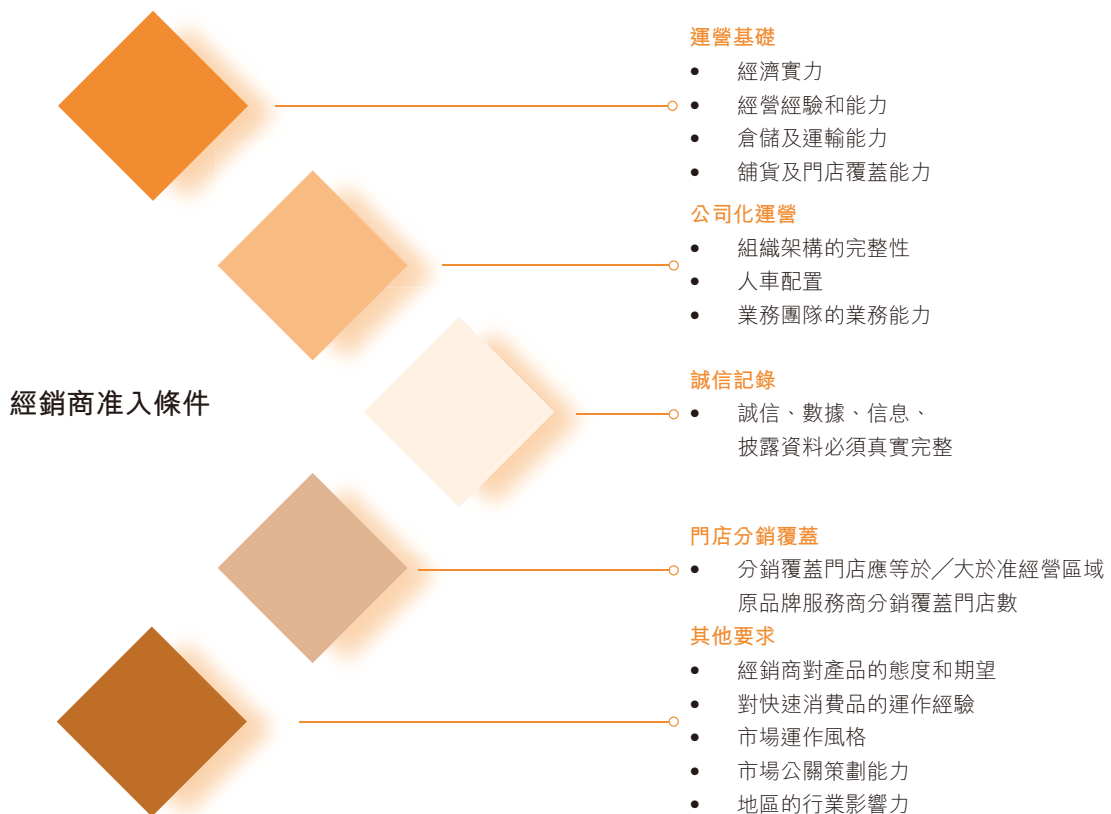 運營基礎
• 經濟實力
• 經營經驗和能力
• 倉儲及運輸能力
• 舖貨及門店覆蓋能力
公司化運營
• 組織架構的完整性
• 人車配置
• 業務團隊的業務能力
經銷商准入條件
誠信記錄
• 誠信、數據、信息、
披露資料必須真實完整
門店分銷覆蓋
• 分銷覆蓋門店應等於╱大於准經營區域
原品牌服務商分銷覆蓋門店數
其他要求
• 經銷商對產品的態度和期望
• 對快速消費品的運作經驗
• 市場運作風格
• 市場公關策劃能力
• 地區的行業影響力